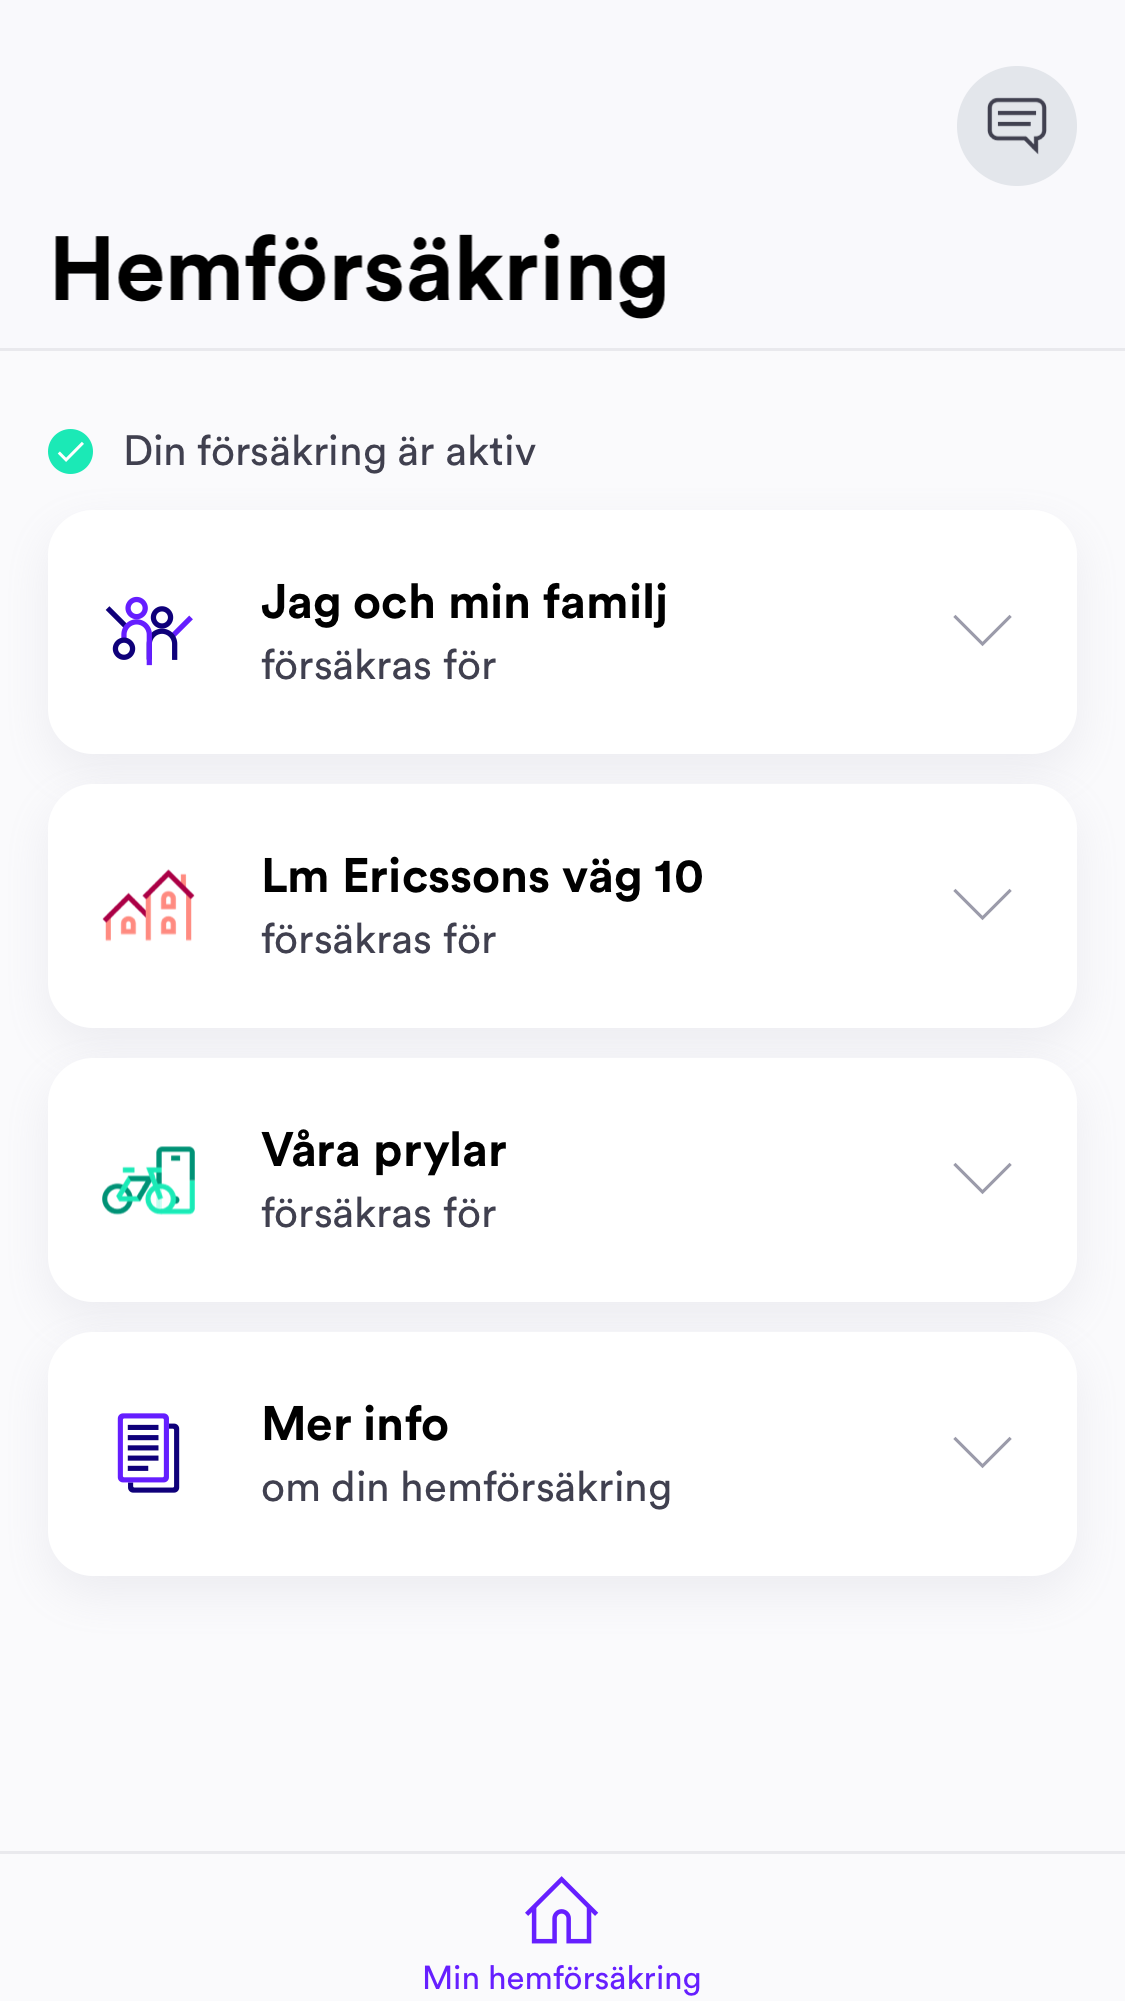 Hemförsäkring
Din försäkring är aktiv
Jag och min familj
försäkras för
Lm Ericssons väg 10
försäkras för
Våra prylar
försäkras för
Mer info
om din hemförsäkring
Min hemförsäkring